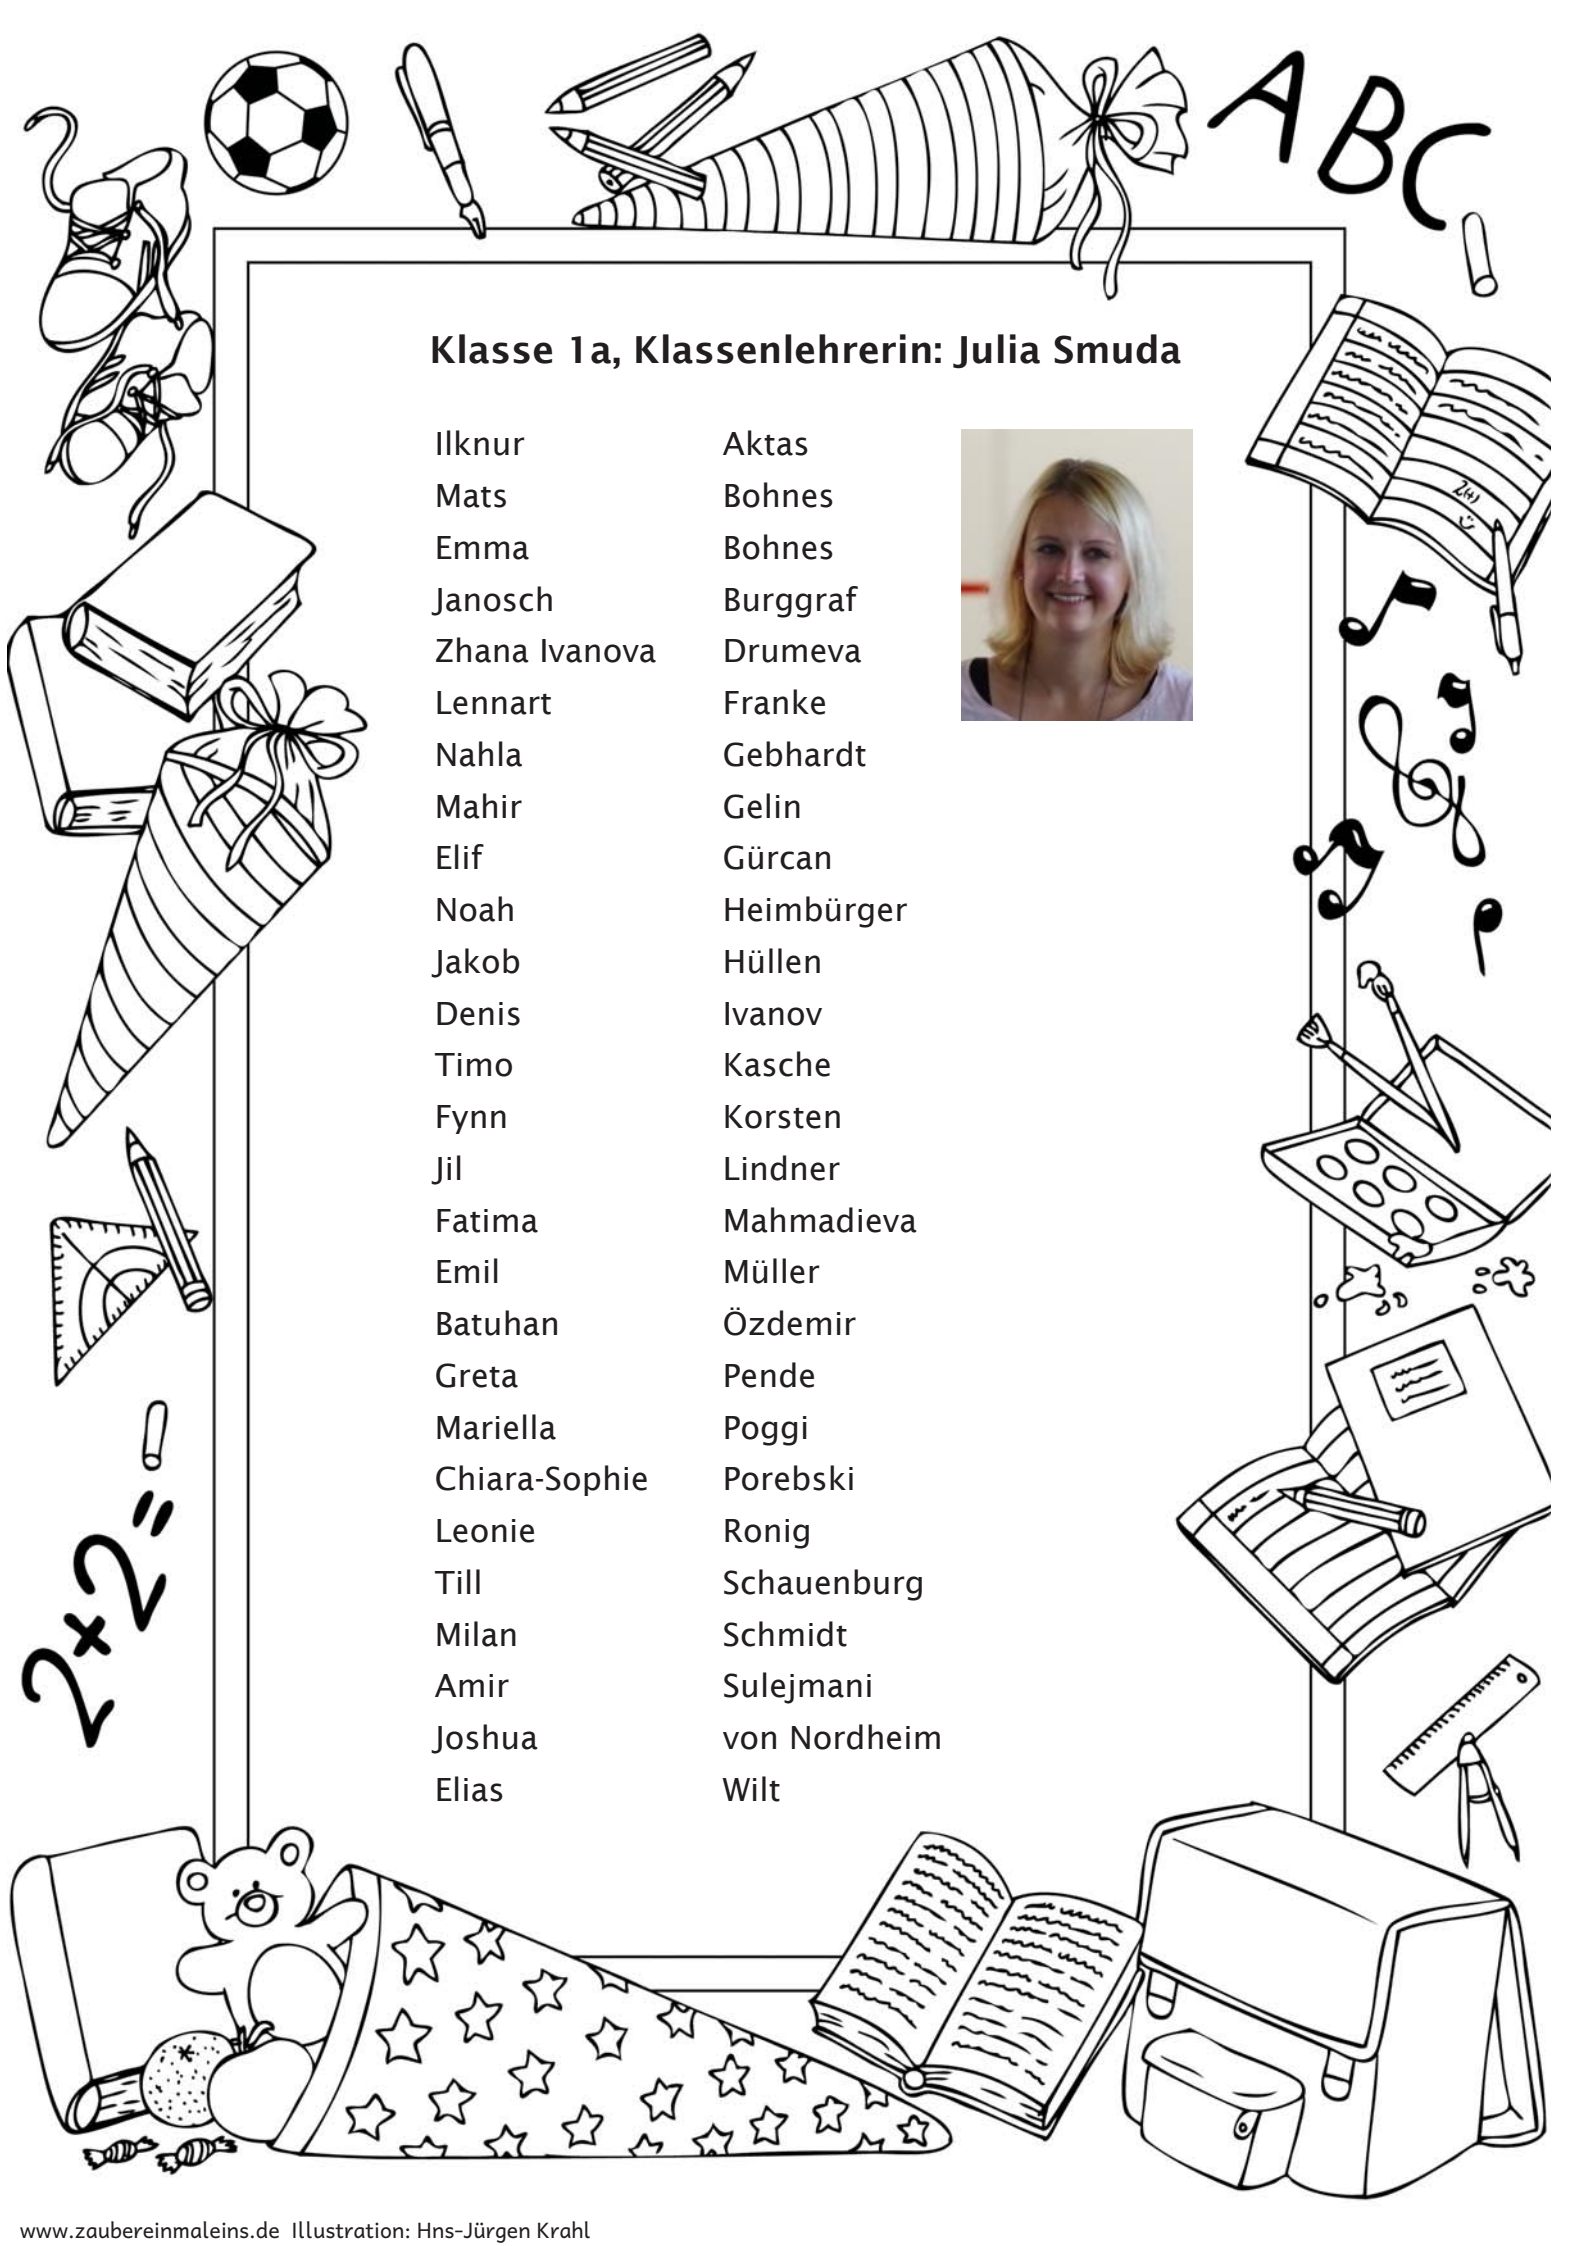 ABC
Klasse 1a, Klassenlehrerin: Julia Smuda
Ilknur Aktas
Mats Bohnes
Emma Bohnes
Janosch Burggraf
Zhana Ivanova Drumeva
Lennart Franke
Nahla Gebhardt
Mahir Gelin
Elif Gürcan
Noah Heimbürger
Jakob Hüllen
Denis Ivanov
Timo Kasche
Fynn Korsten
Jil Lindner
Fatima Mahmadieva
Emil Müller
Batuhan Özdemir
Greta Pende
Mariella Poggi
Chiara-Sophie Porebski
Leonie Ronig
Till Schauenburg
Milan Schmidt
Amir Sulejmani
Joshua von Nordheim
Elias Wilt
2+2=
2(+)
www.zaubereinmaleins.de Illustration: Hns-Jürgen Krahl